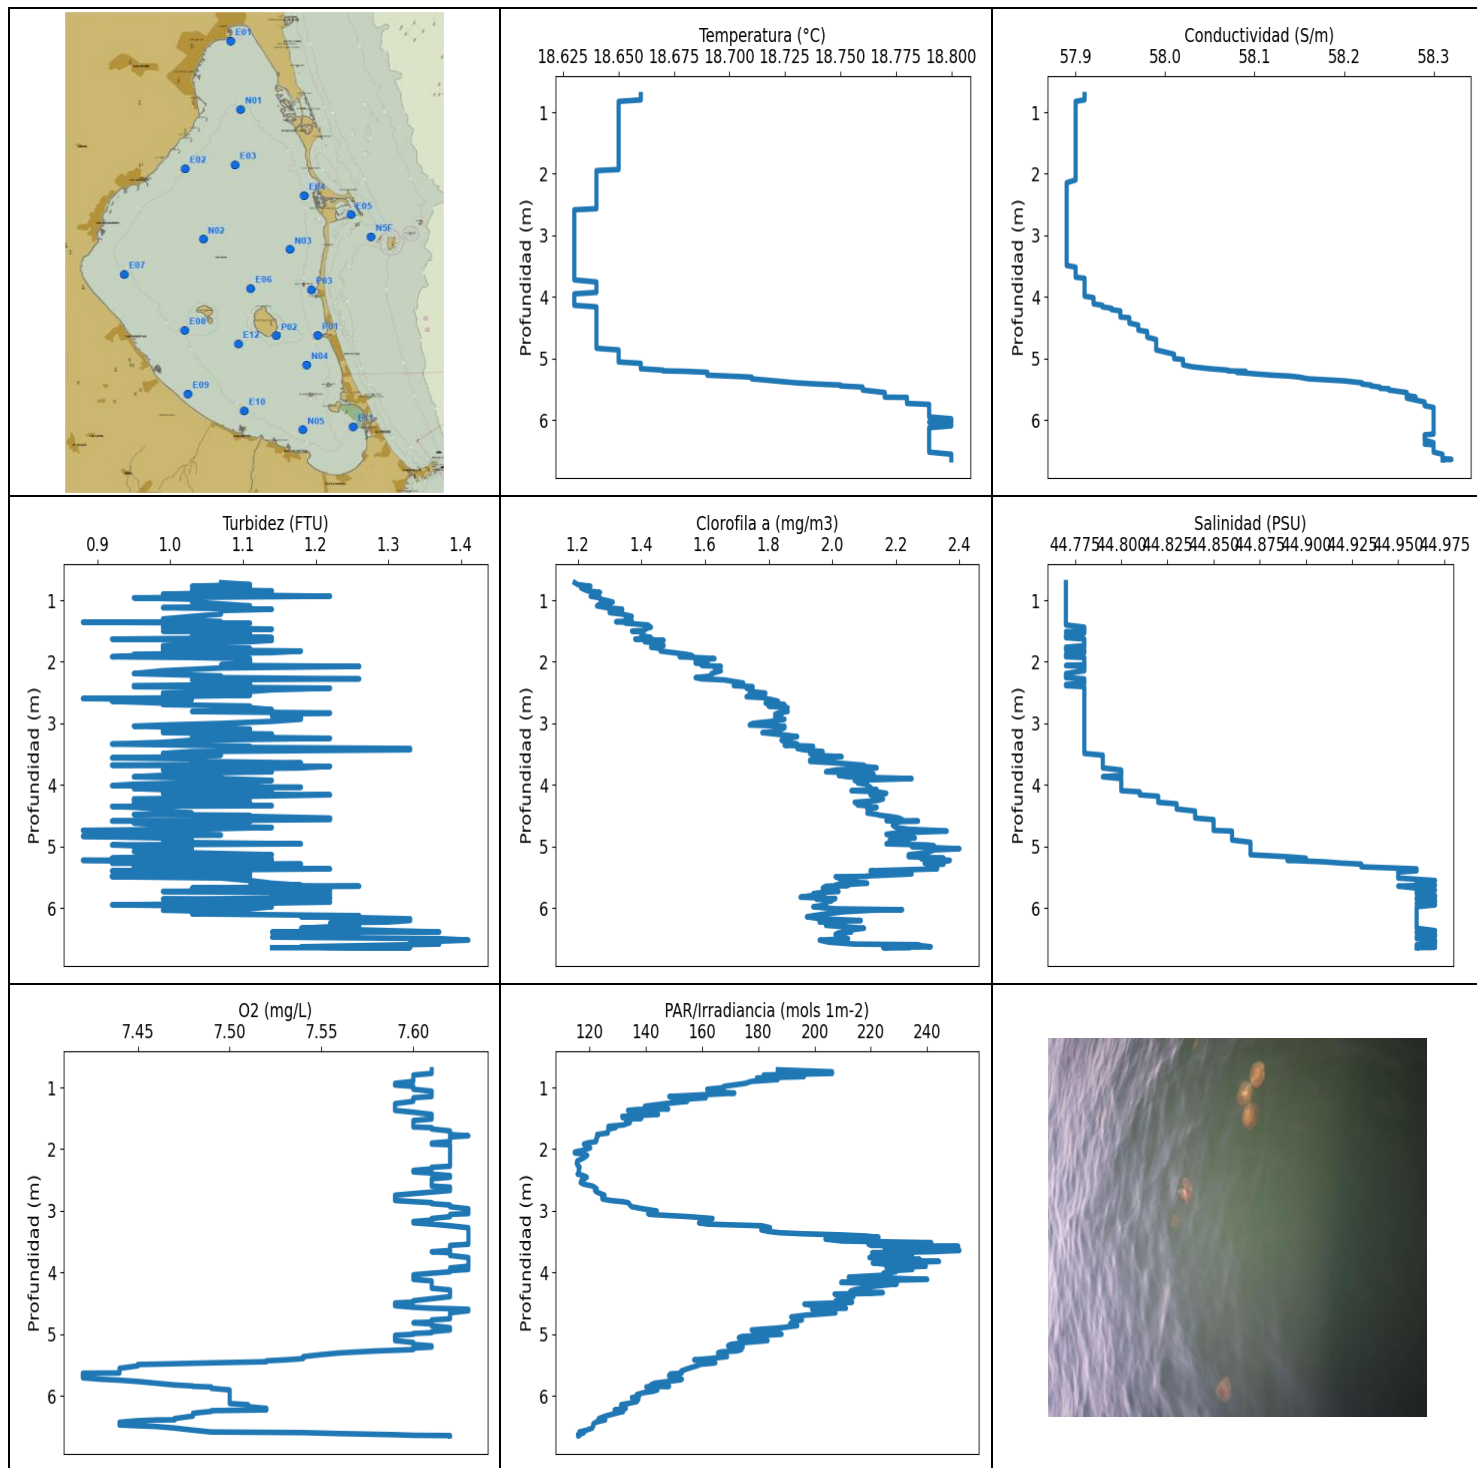 E01
N01
E02
E03
E04
E05
N5F
N02
N03
E07
E06
P03
E08
E12
P02
P01
N04
E09
E10
N05
E11
Temperatura (°C)
18.625 18.650 18.675 18.700 18.725 18.750 18.775 18.800
Profundidad (m)
1
2
3
4
5
6
Conductividad (S/m)
57.9 58.0 58.1 58.2 58.3
Profundidad (m)
1
2
3
4
5
6
Turbidez (FTU)
0.9 1.0 1.1 1.2 1.3 1.4
Profundidad (m)
1
2
3
4
5
6
Clorofila a (mg/m3)
1.2 1.4 1.6 1.8 2.0 2.2 2.4
Profundidad (m)
1
2
3
4
5
6
Salinidad (PSU)
44.775 44.800 44.825 44.850 44.875 44.900 44.925 44.950 44.975
Profundidad (m)
1
2
3
4
5
6
O2 (mg/L)
7.45 7.50 7.55 7.60
Profundidad (m)
1
2
3
4
5
6
PAR/Irradiancia (mols 1m-2)
120 140 160 180 200 220 240
Profundidad (m)
1
2
3
4
5
6